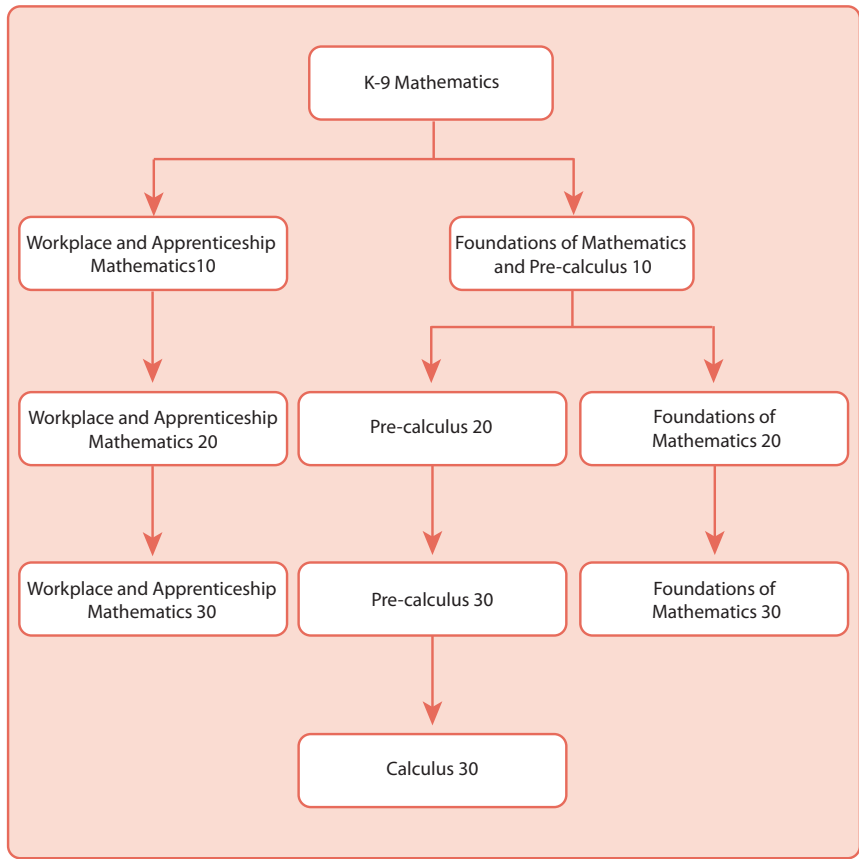 K-9 Mathematics
Workplace and Apprenticeship
Mathematics10
Foundations of Mathematics
and Pre-calculus 10
Workplace and Apprenticeship
Mathematics 20
Pre-calculus 20
Foundations of
Mathematics 20
Workplace and Apprenticeship
Mathematics 30
Pre-calculus 30
Foundations of
Mathematics 30
Calculus 30